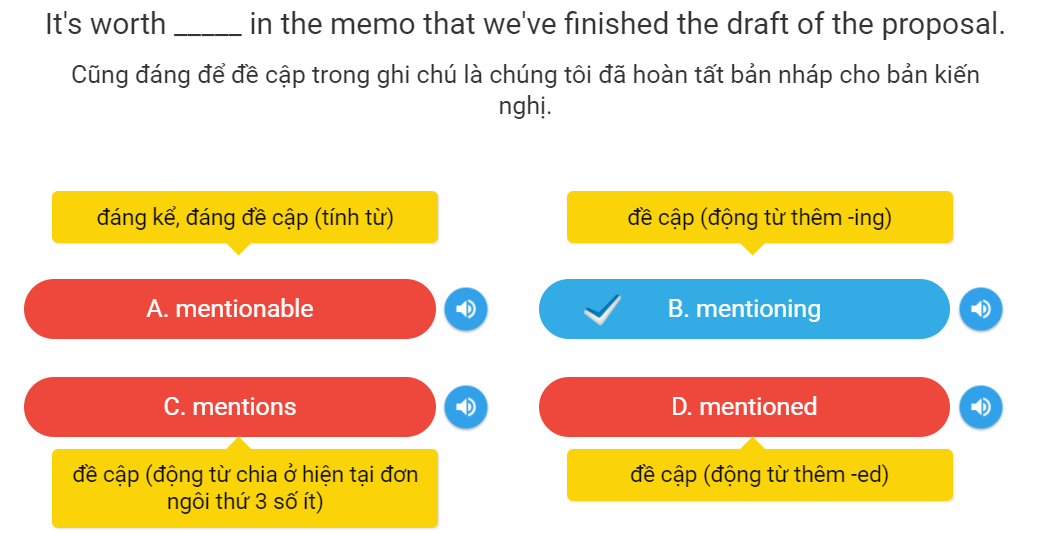 It's worth _____ in the memo that we've finished the draft of the proposal.
Cũng đáng để đề cập trong ghi chú là chúng tôi đã hoàn tất bản nháp cho bản kiến
nghị.
đáng kể, đáng đề cập (tính từ)
đề cập (động từ thêm -ing)
A. mentionable
B. mentioning
C. mentions
D. mentioned
đề cập (động từ chia ở hiện tại đơn
ngôi thứ 3 số ít)
đề cập (động từ thêm -ed)